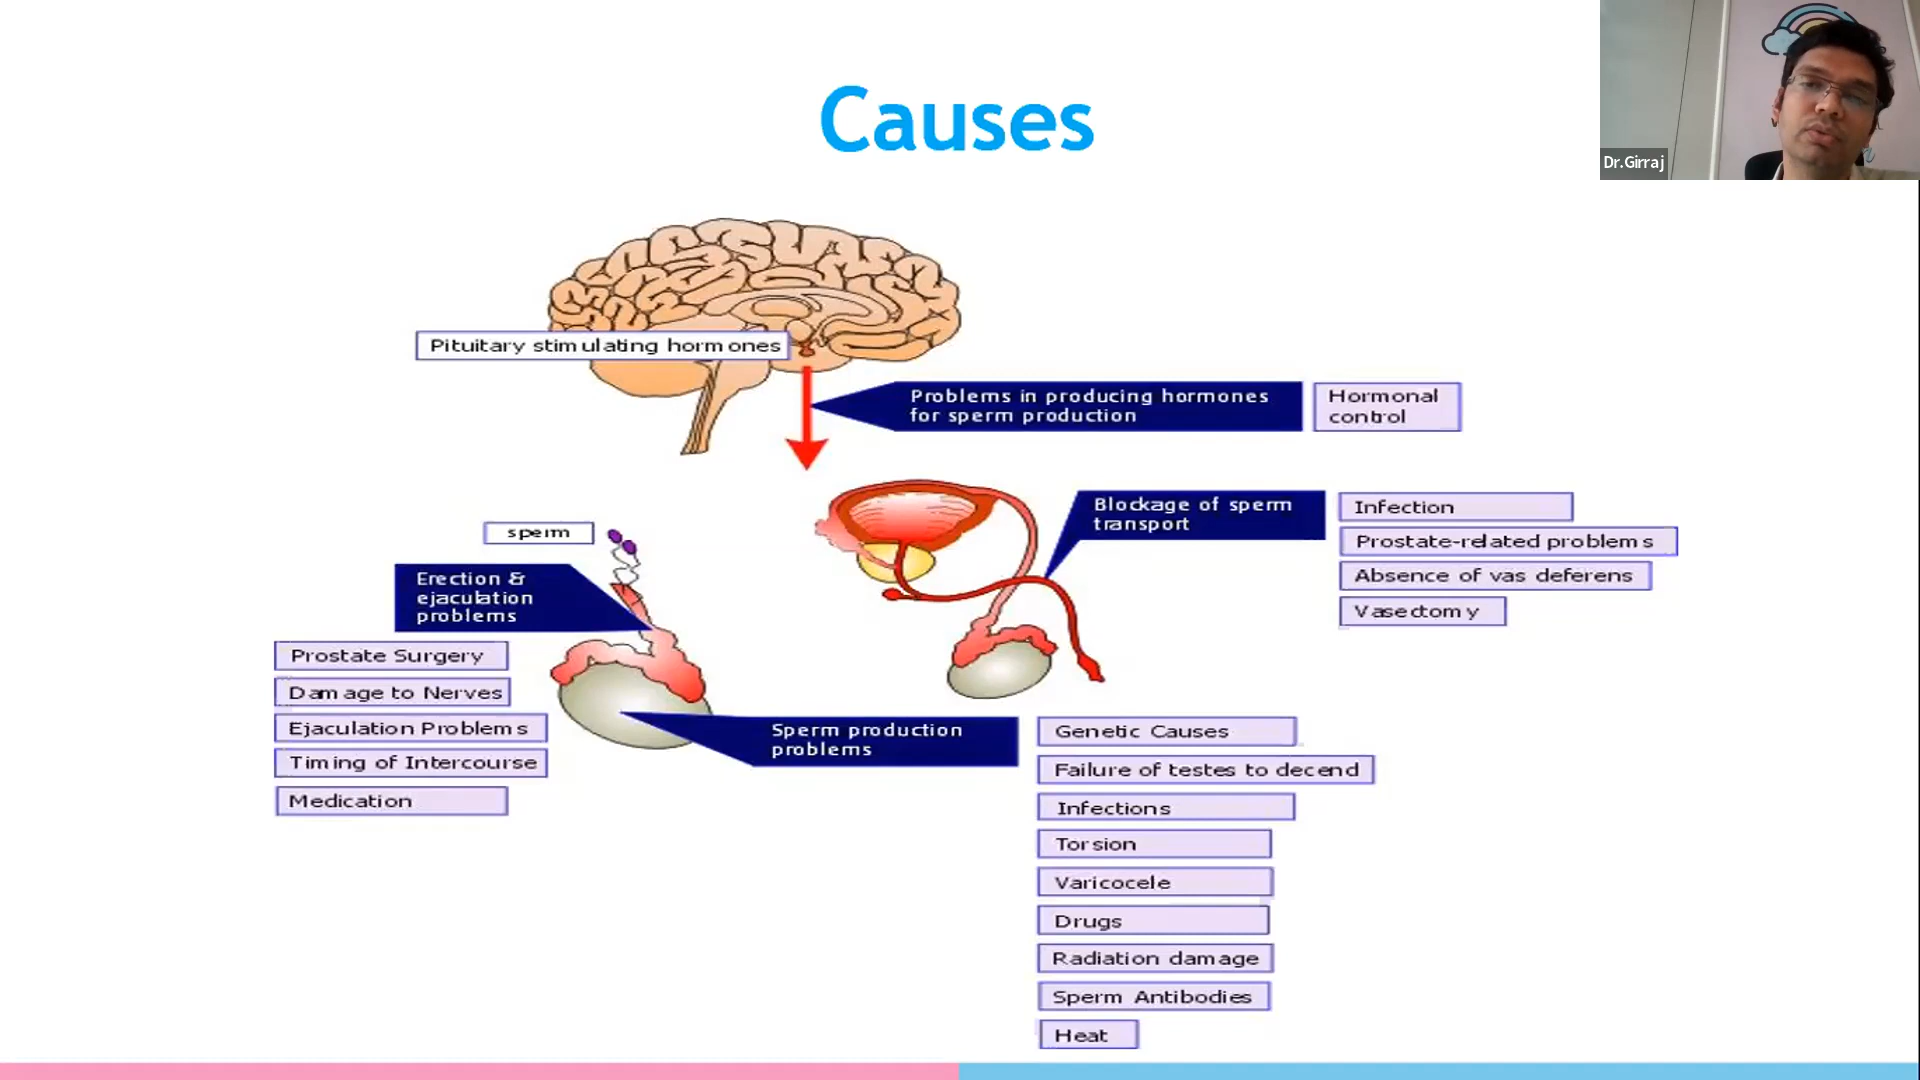 Causes
Dr.Girraj
Pituitary stimulating hormones
Problems in producing hormones
for sperm production
Hormonal
control
Blockage of sperm
transport
Infection
Prostate-related problems
Absence of vas deferens
Vasectomy
sperm
Erection &
ejaculation
problems
Prostate Surgery
Damage to Nerves
Ejaculation Problems
Timing of Intercourse
Medication
Sperm production
problems
Genetic Causes
Failure of testes to decend
Infections
Torsion
Varicocele
Drugs
Radiation damage
Sperm Antibodies
Heat